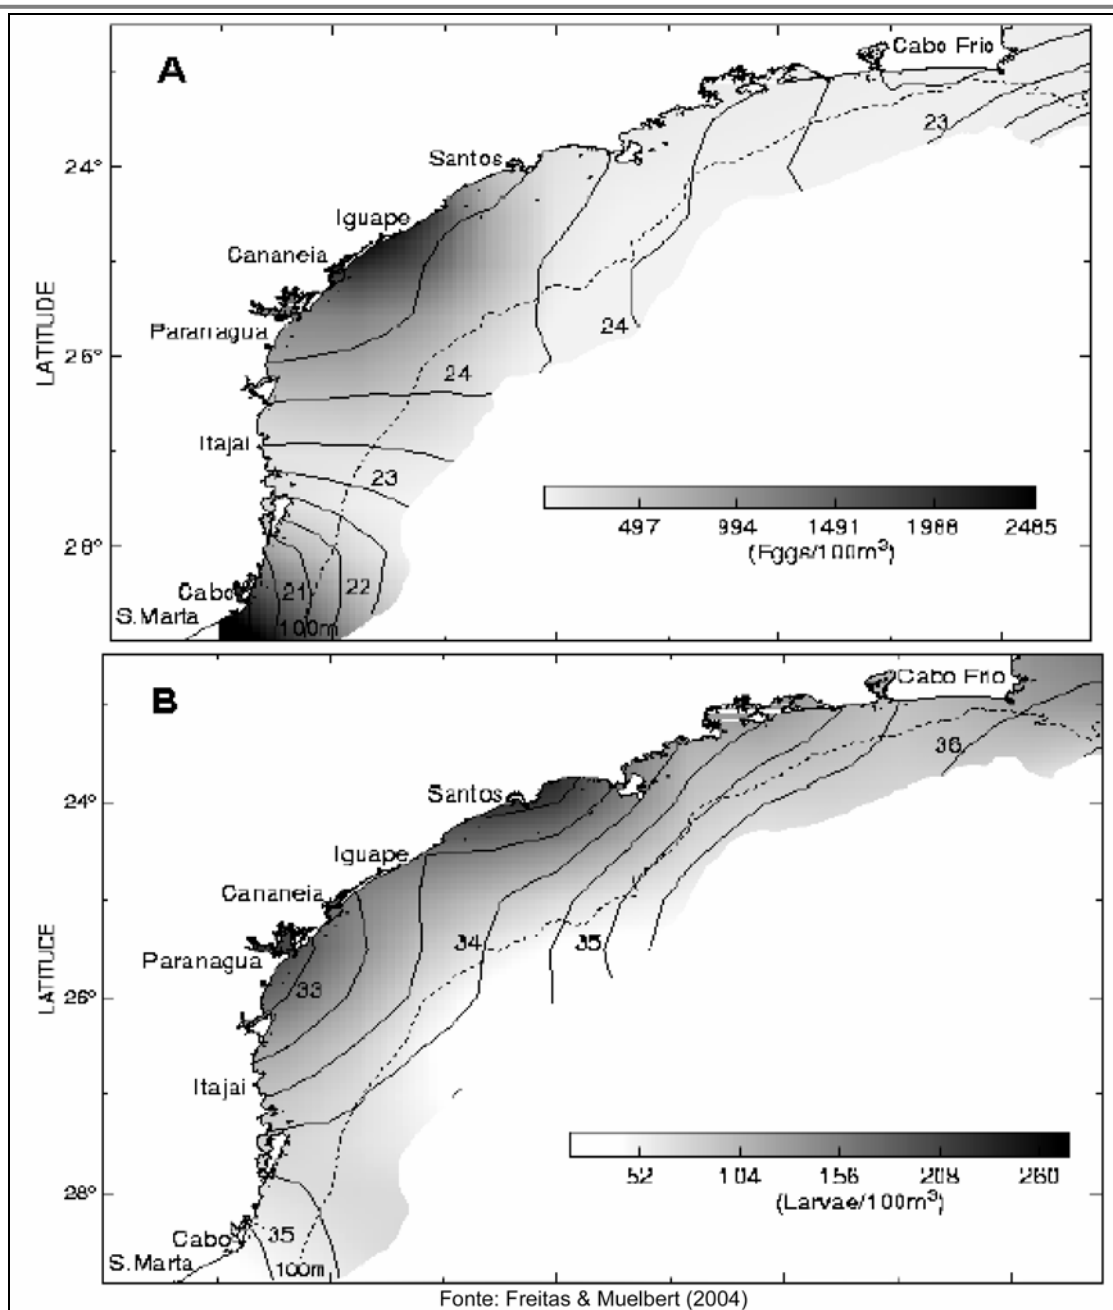 A
Cabo Frio
23
24°
Santos
Iguape
Cananeia
24
Paranagua
LATITUDE
26°
24
Itajai
23
497 994 1491 1988 2485
(Eggs/100m³)
28°
Cabo
21
22
S.Marta
100m
B
Cabo Frio
36
24°
Santos
Iguape
Cananeia
34
35
Paranagua
33
LATITUDE
26°
Itajai
52 104 156 208 260
(Larvae/100m³)
28°
Cabo
35
S.Marta
100m
Fonte: Freitas & Muelbert (2004)